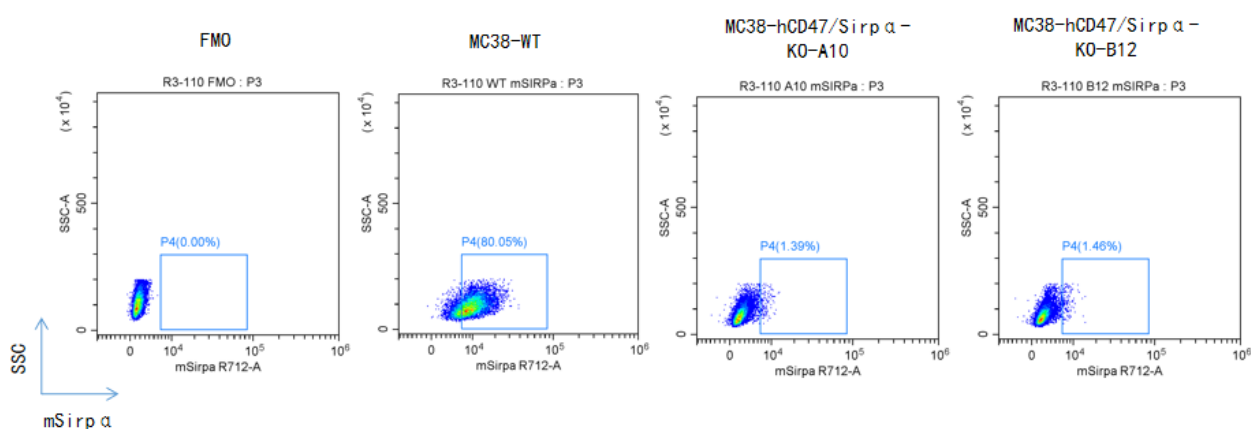 FMO
MC38-WT
MC38-hCD47/Sirpα-
KO-A10
MC38-hCD47/Sirpα-
KO-B12
R3-110 FMO : P3
(x 10⁴)
SSC-A
500
0
P4(0.00%)
0 10⁴ 10⁵ 10⁶
mSirpa R712-A
R3-110 WT mSIRPa : P3
(x 10⁴)
SSC-A
500
0
P4(80.05%)
0 10⁴ 10⁵ 10⁶
mSirpa R712-A
R3-110 A10 mSIRPa : P3
(x 10⁴)
SSC-A
500
0
P4(1.39%)
0 10⁴ 10⁵ 10⁶
mSirpa R712-A
R3-110 B12 mSIRPa : P3
(x 10⁴)
SSC-A
500
0
P4(1.46%)
0 10⁴ 10⁵ 10⁶
mSirpa R712-A
SSC
mSirpα